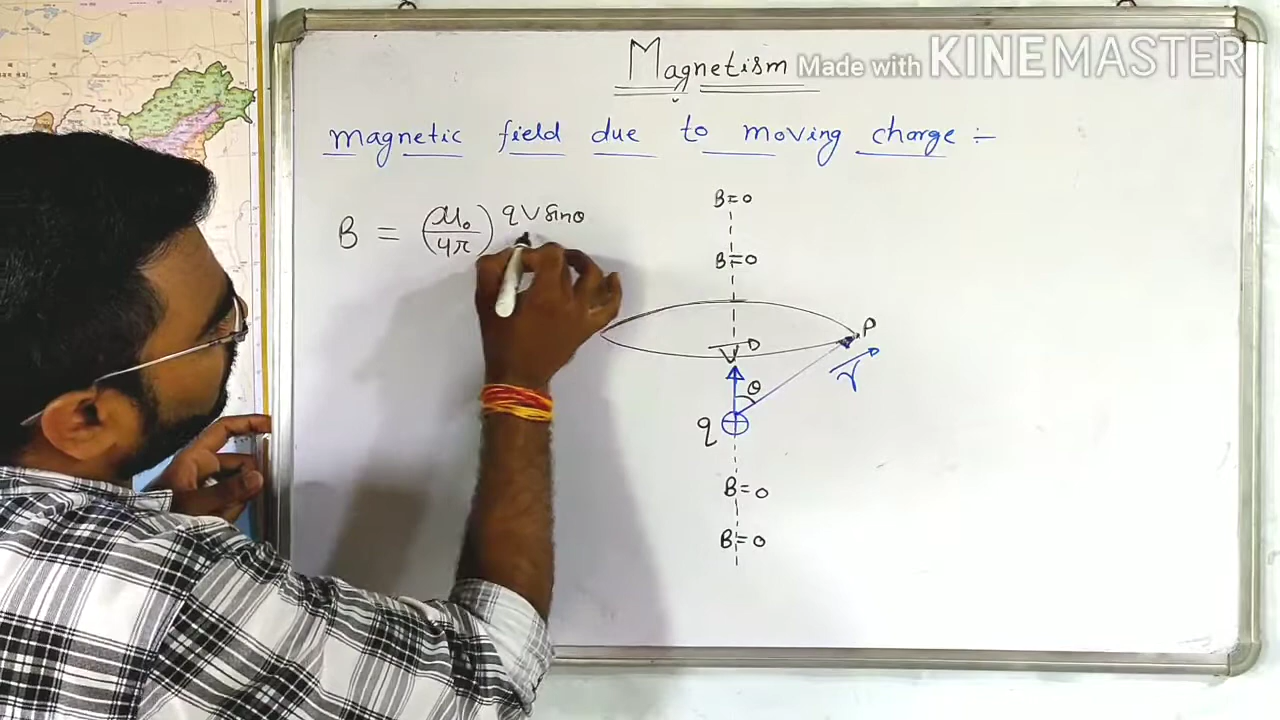 Magnetism
Made with KINEMASTER
magnetic field due to moving charge :-
B = (μ₀/4π) qv sinθ
B=0
B=0
P
V
r
θ
q
B=0
B=0